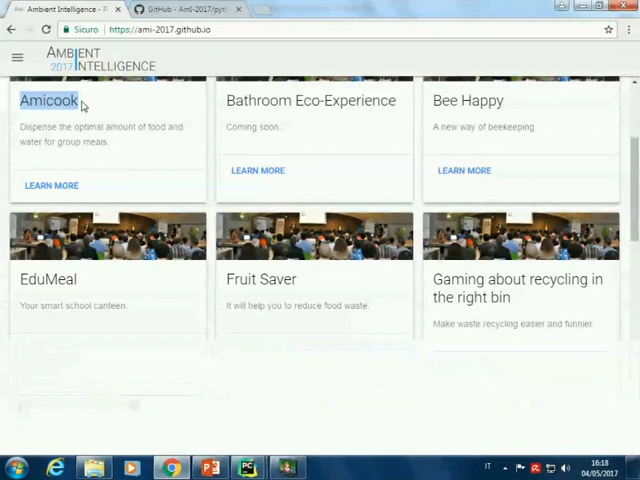 Ambient Intelligence - P
GitHub - AmI-2017/pyt
Sicuro
https://ami-2017.github.io
AMBIENT
2017 INTELLIGENCE
Amicook
Dispense the optimal amount of food and
water for group meals.
LEARN MORE
Bathroom Eco-Experience
Coming soon...
LEARN MORE
Bee Happy
A new way of beekeeping.
LEARN MORE
EduMeal
Your smart school canteen.
Fruit Saver
It will help you to reduce food waste.
Gaming about recycling in
the right bin
Make waste recycling easier and funnier.
IT
16:18
04/05/2017